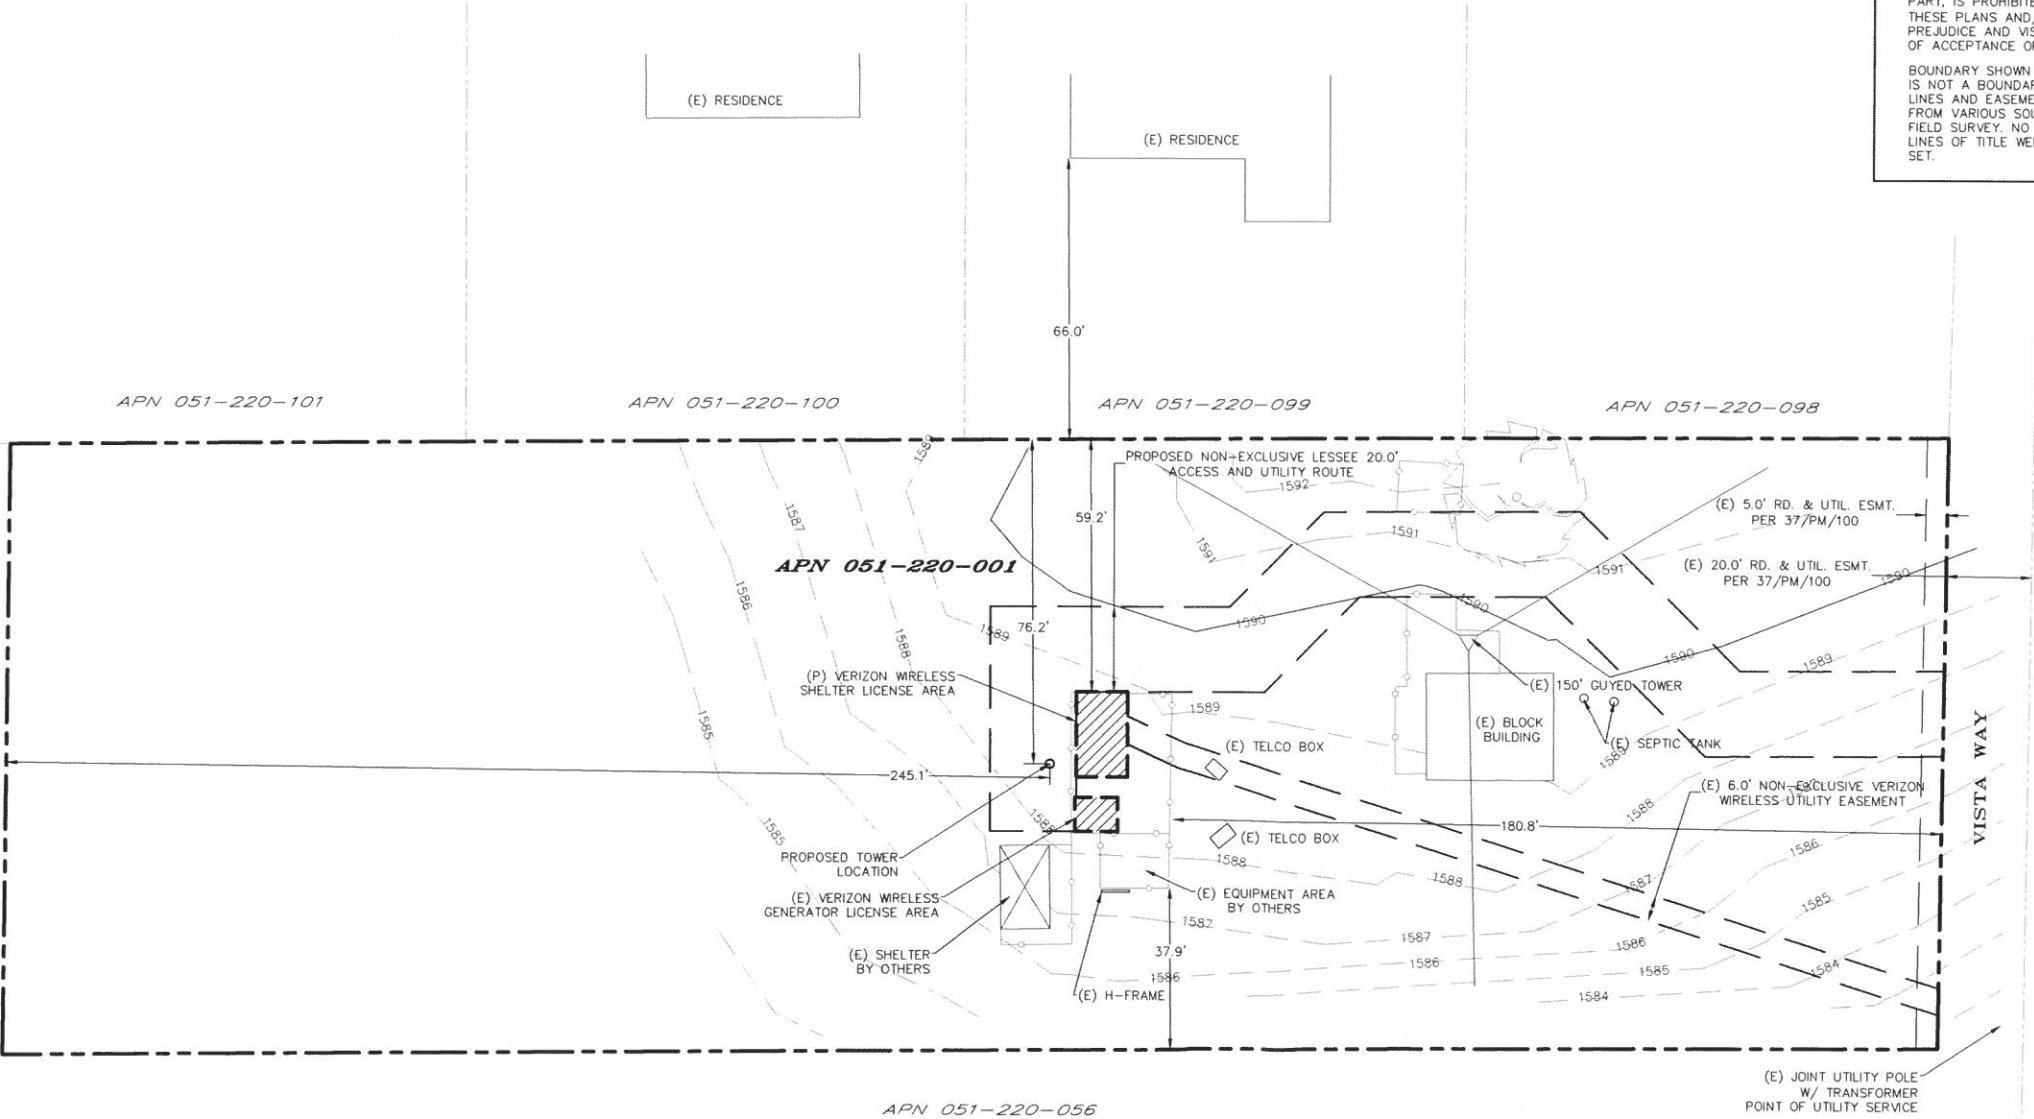 PART, IS PROHIBITE
THESE PLANS AND
PREJUDICE AND VIS
OF ACCEPTANCE O
BOUNDARY SHOWN
IS NOT A BOUNDAR
LINES AND EASEME
FROM VARIOUS SOU
FIELD SURVEY. NO
LINES OF TITLE WE
SET.
(E) RESIDENCE
(E) RESIDENCE
66.0'
APN 051-220-101
APN 051-220-100
APN 051-220-099
APN 051-220-098
PROPOSED NON-EXCLUSIVE LESSEE 20.0'
ACCESS AND UTILITY ROUTE
1589
1592
1587
59.2'
(E) 5.0' RD. & UTIL. ESMT.
PER 37/PM/100
1591
1591
APN 051-220-001
1591
(E) 20.0' RD. & UTIL. ESMT.
PER 37/PM/100
1590
1586
1590
1590
76.2'
1589
1588
1590
1589
(P) VERIZON WIRELESS
SHELTER LICENSE AREA
(E) 150' GUYED TOWER
1589
1585
(E) BLOCK
BUILDING
(E) TELCO BOX
(E) SEPTIC TANK
1589
VISTA WAY
245.1'
(E) 6.0' NON-EXCLUSIVE VERIZON
WIRELESS UTILITY EASEMENT
1588
1588
1585
180.8'
(E) TELCO BOX
1586
PROPOSED TOWER
LOCATION
1588
1588
1587
(E) VERIZON WIRELESS
GENERATOR LICENSE AREA
(E) EQUIPMENT AREA
BY OTHERS
1585
1582
1587
1586
(E) SHELTER
BY OTHERS
37.9'
1586
1586
1585
1584
(E) H-FRAME
1584
(E) JOINT UTILITY POLE
W/ TRANSFORMER
POINT OF UTILITY SERVICE
APN 051-220-056